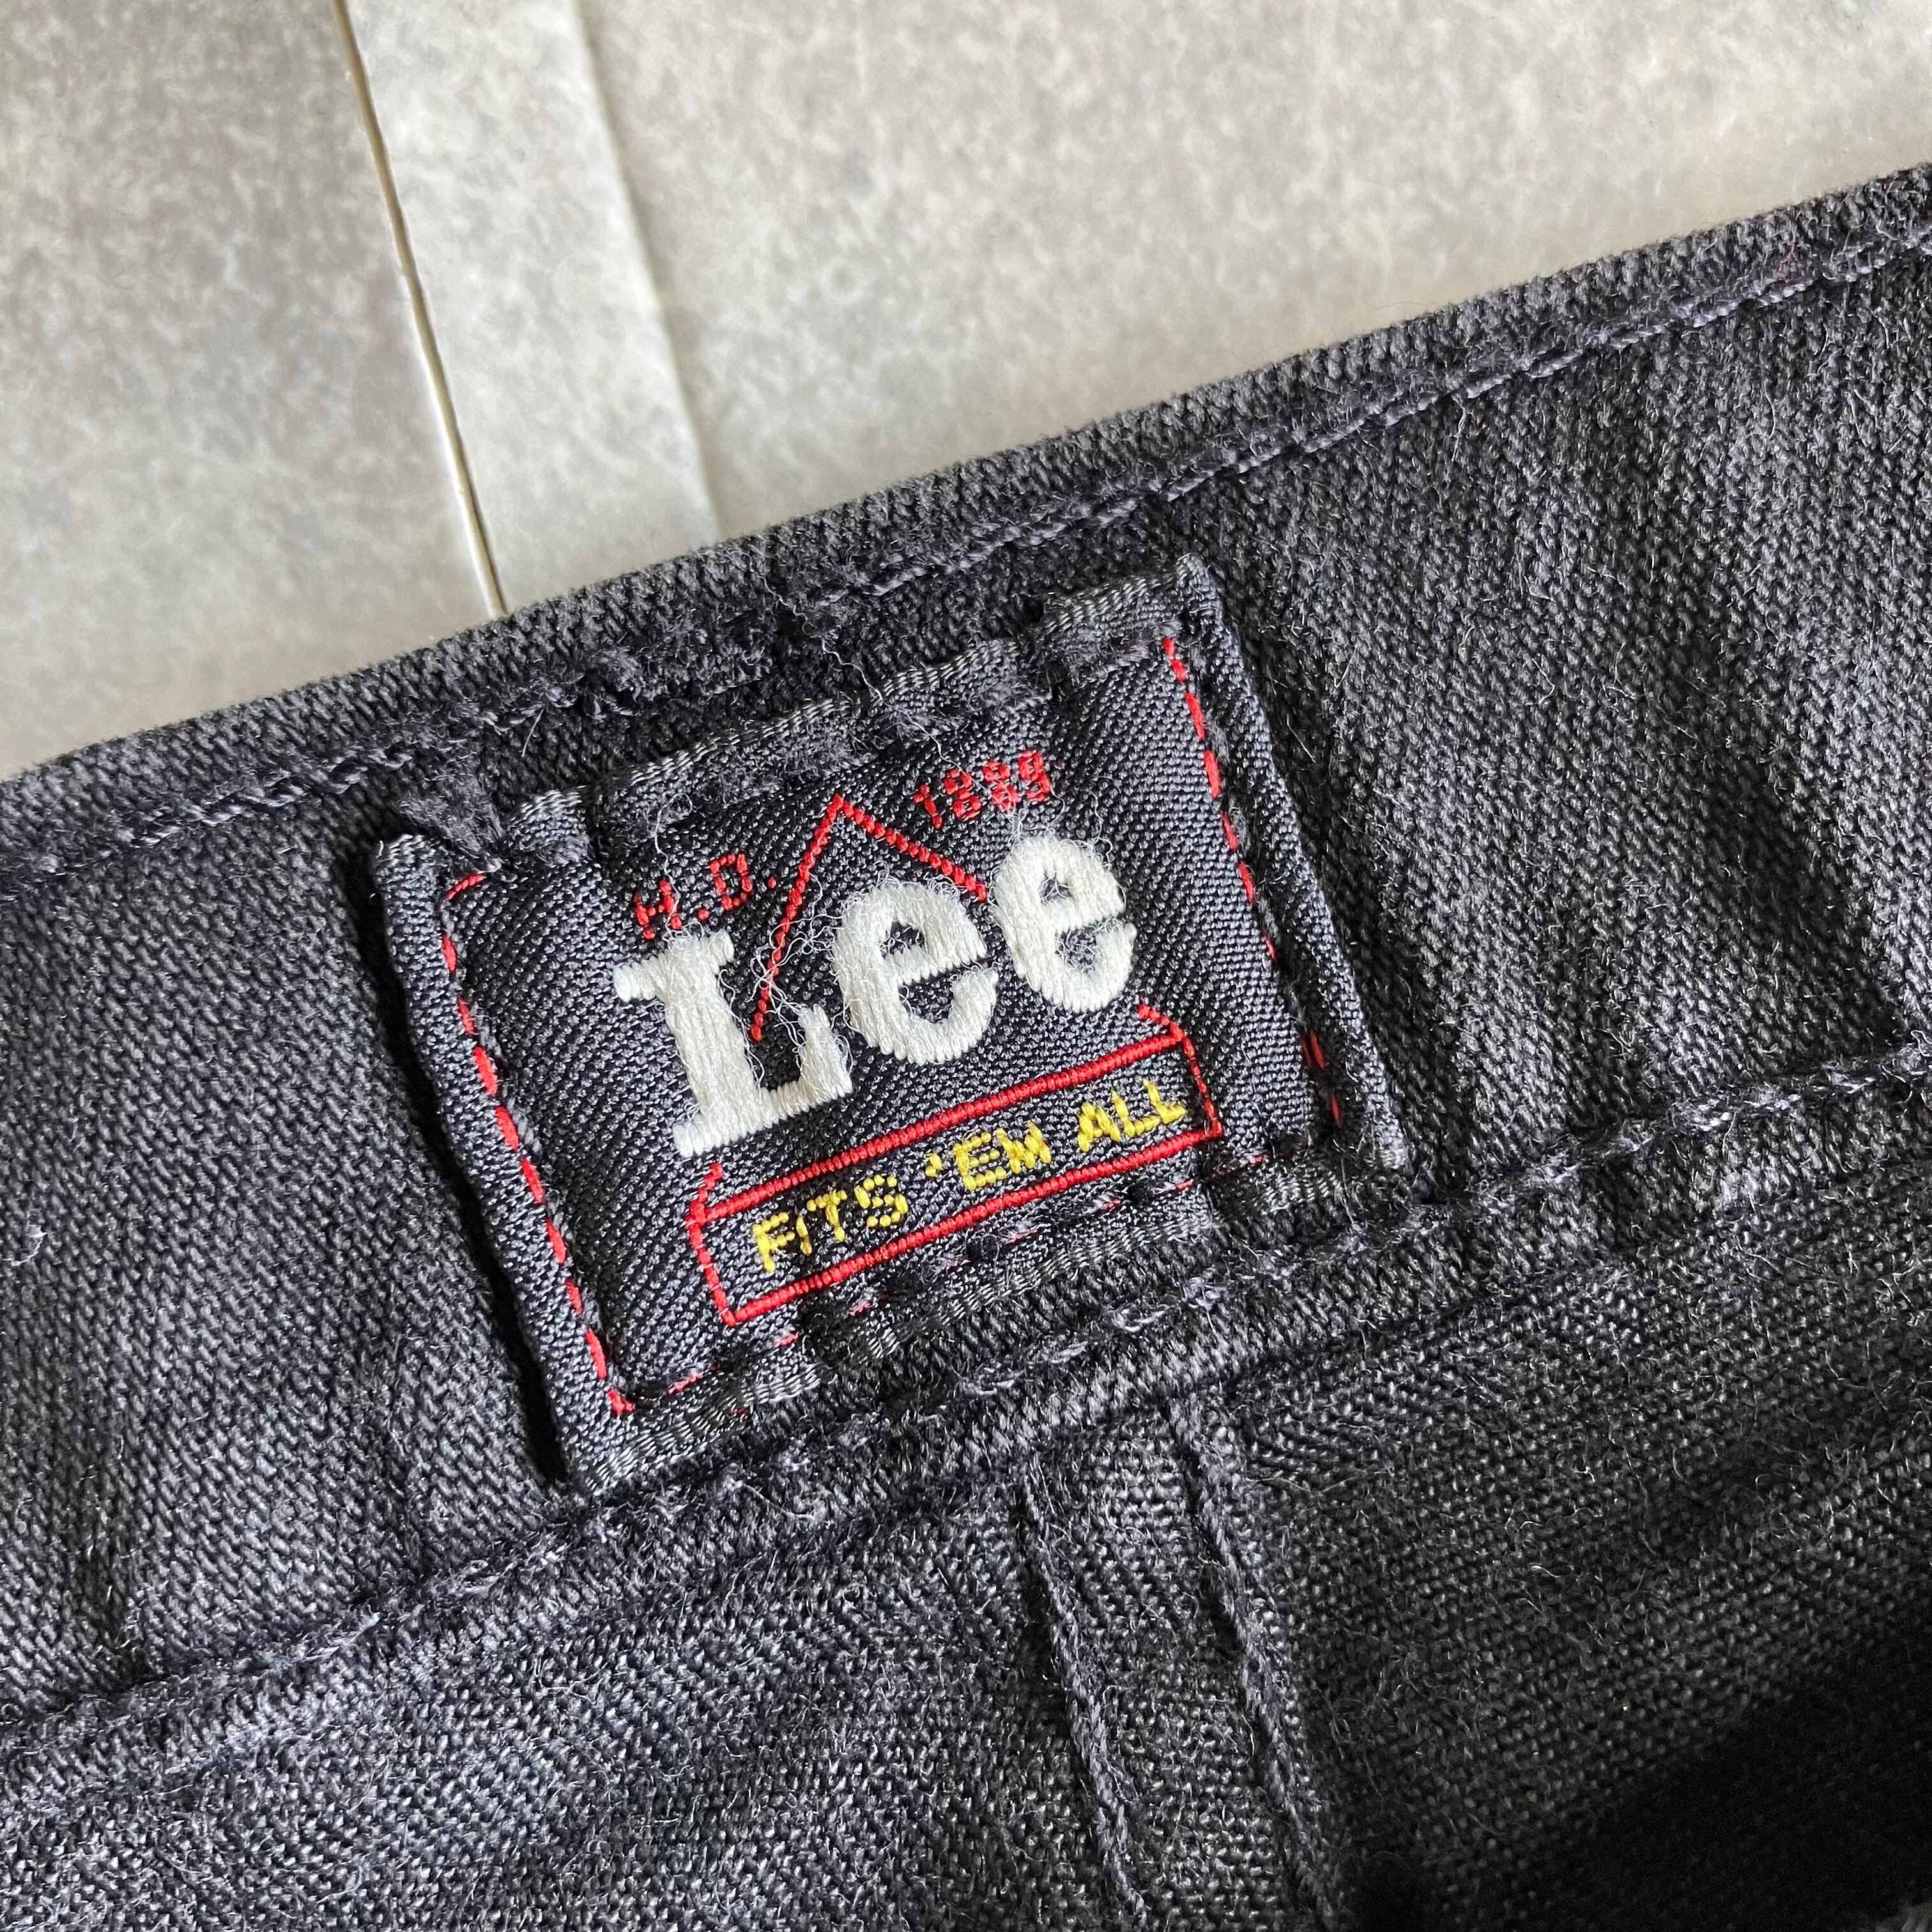 H.D. 1889
Lee
FITS 'EM ALL